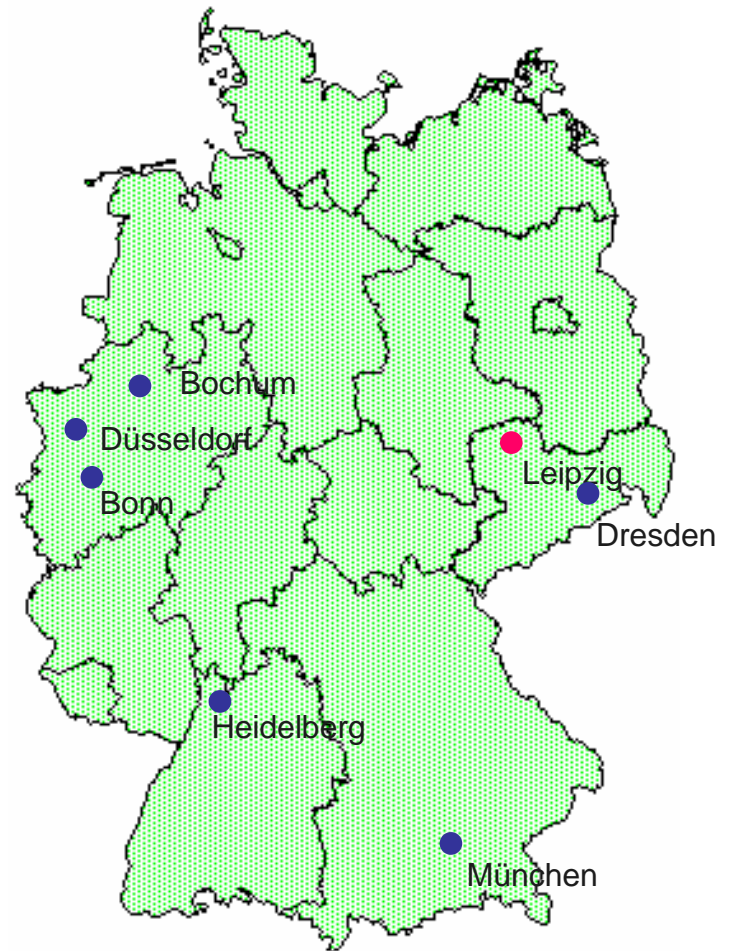 Bochum
Düsseldorf
Leipzig
Bonn
Dresden
Heidelberg
München